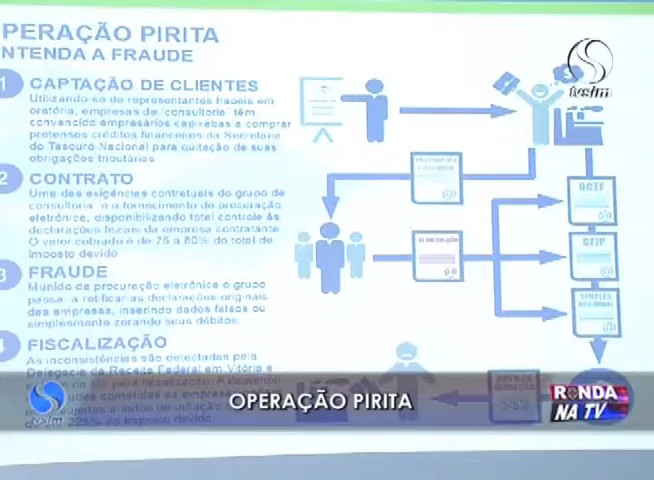 PERAÇÃO PIRITA
NTENDA A FRAUDE
1 CAPTAÇÃO DE CLIENTES
Utilizando-se de representantes hábeis em
oratória, empresas de 'consultoria' têm
convencido empresários capixabas a comprar
pretensos créditos financeiros da Secretaria
do Tesouro Nacional para quitação de suas
obrigações tributárias
2 CONTRATO
Uma das exigências contratuais do grupo de
consultoria é o fornecimento de procuração
eletrônica, disponibilizando total controle às
declarações fiscais da empresa contratante.
O valor cobrado é de 75 a 80% do total do
imposto devido
3 FRAUDE
Munido de procuração eletrônica o grupo
passa a retificar as declarações originais
das empresas, inserindo dados falsos ou
simplesmente zerando seus débitos.
4 FISCALIZAÇÃO
As inconsistências são detectadas pela
Delegacia da Receita Federal em Vitória e
DCTF
GFIP
SIMPLES
NACIONAL
tvsim
OPERAÇÃO PIRITA
tvsim
RONDA
NA TV